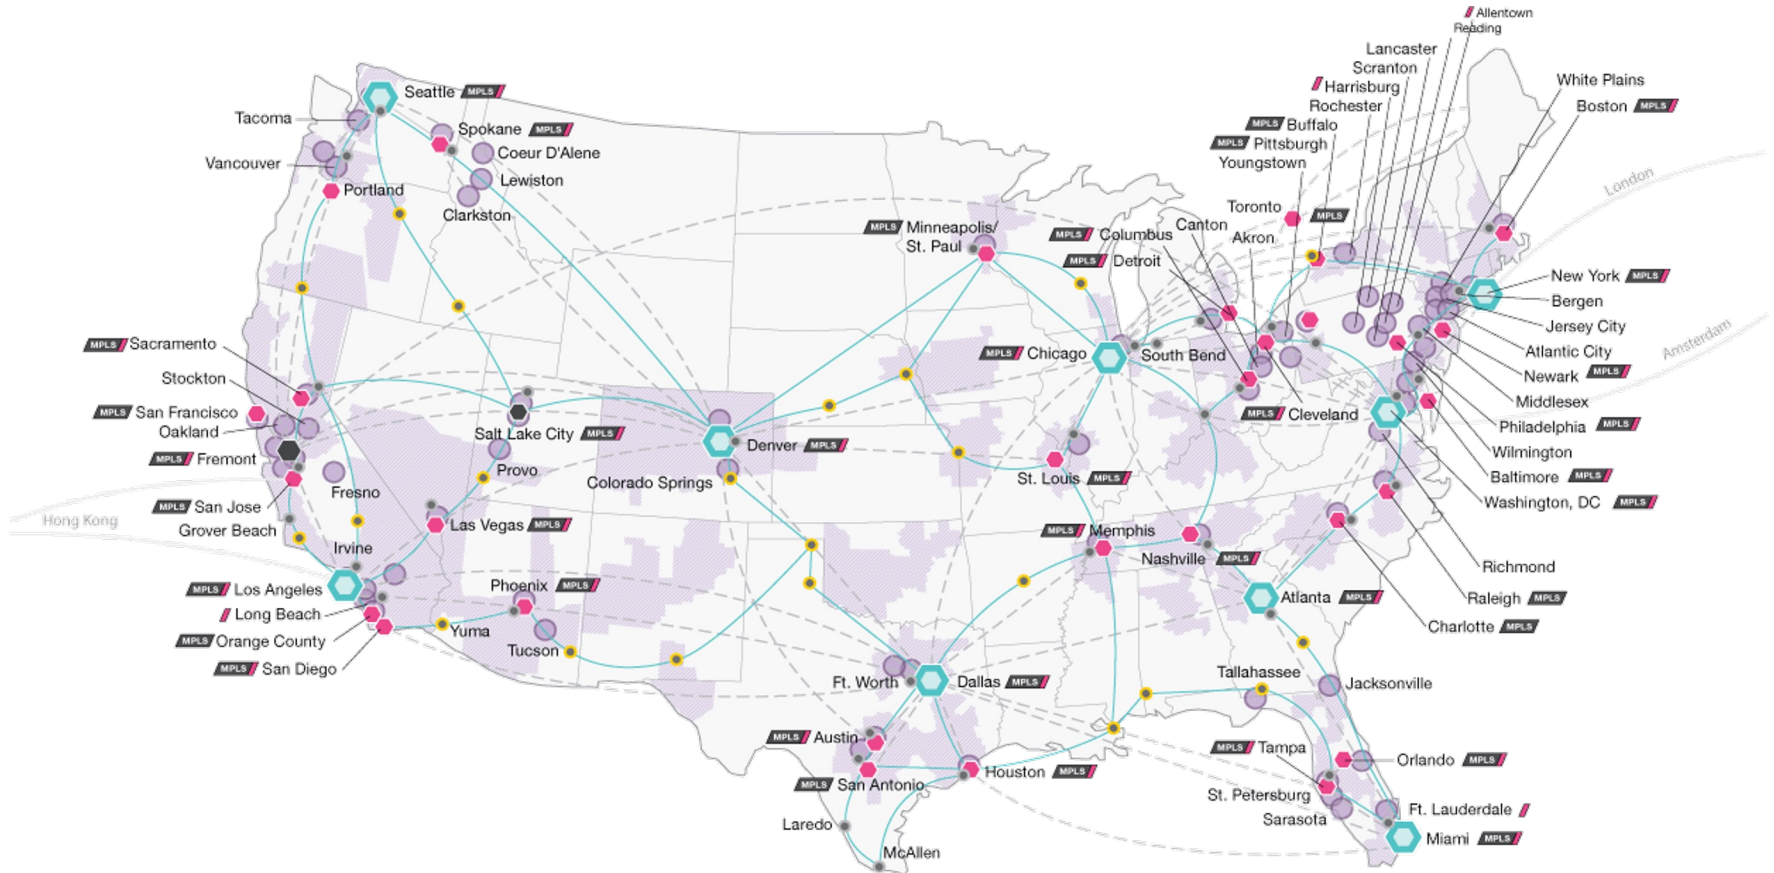 Allentown
Reading
Lancaster
Scranton
Harrisburg
Rochester
MPLS Buffalo
MPLS Pittsburgh
Youngstown
White Plains
Boston MPLS
Seattle MPLS
Tacoma
Spokane MPLS
Coeur D'Alene
Vancouver
Lewiston
Portland
Clarkston
MPLS Minneapolis/
St. Paul
MPLS Columbus
Canton
Toronto MPLS
Akron
MPLS Detroit
London
New York MPLS
Bergen
Jersey City
Atlantic City
Amsterdam
Newark MPLS
Middlesex
Philadelphia MPLS
Wilmington
Baltimore MPLS
Washington, DC MPLS
MPLS Sacramento
Stockton
MPLS San Francisco
Oakland
MPLS Fremont
Fresno
MPLS San Jose
Grover Beach
Hong Kong
Irvine
MPLS Los Angeles
Long Beach
MPLS Orange County
MPLS San Diego
Salt Lake City MPLS
Provo
Las Vegas MPLS
Denver MPLS
Colorado Springs
Phoenix MPLS
Yuma
Tucson
MPLS Chicago
South Bend
MPLS Cleveland
St. Louis MPLS
MPLS Memphis
Nashville MPLS
Atlanta MPLS
Richmond
Raleigh MPLS
Charlotte MPLS
Ft. Worth
Dallas MPLS
MPLS Austin
MPLS San Antonio
Houston MPLS
Laredo
McAllen
Tallahassee
Jacksonville
MPLS Tampa
Orlando MPLS
St. Petersburg
Sarasota
Ft. Lauderdale
Miami MPLS